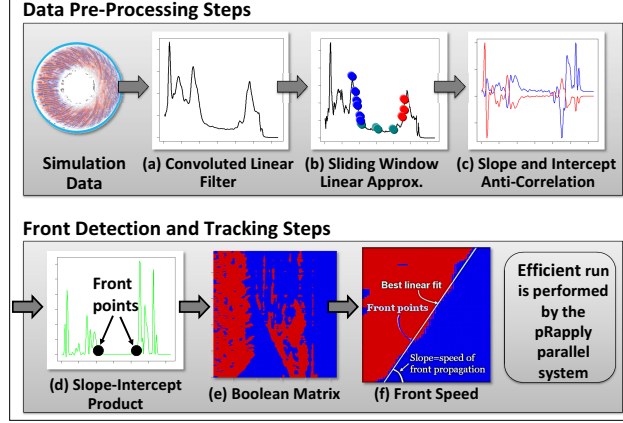 Data Pre-Processing Steps
Simulation
Data
(a) Convoluted Linear
Filter
(b) Sliding Window
Linear Approx.
(c) Slope and Intercept
Anti-Correlation
Front Detection and Tracking Steps
Front
points
(d) Slope-Intercept
Product
(e) Boolean Matrix
Best linear fit
Front points
Slope=speed of
front propagation
(f) Front Speed
Efficient run
is performed
by the
pRapply
parallel
system